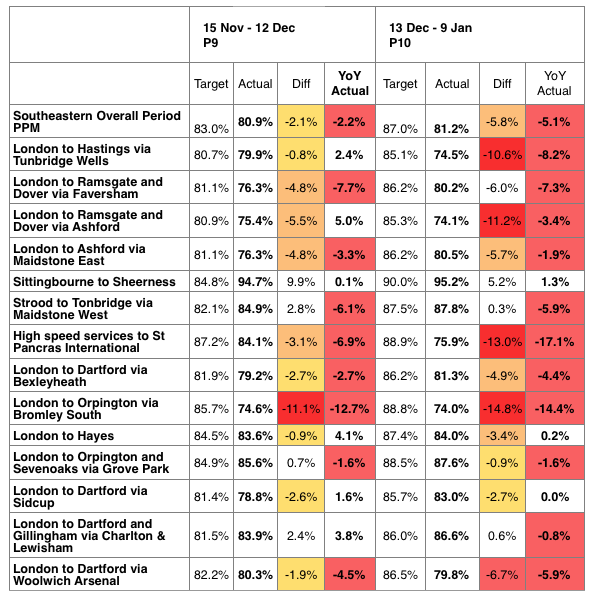 15 Nov - 12 Dec
P9
13 Dec - 9 Jan
P10
Target Actual Diff YoY Actual Target Actual Diff YoY Actual
Southeastern Overall Period PPM 83.0% 80.9% -2.1% -2.2% 87.0% 81.2% -5.8% -5.1%
London to Hastings via Tunbridge Wells 80.7% 79.9% -0.8% 2.4% 85.1% 74.5% -10.6% -8.2%
London to Ramsgate and Dover via Faversham 81.1% 76.3% -4.8% -7.7% 86.2% 80.2% -6.0% -7.3%
London to Ramsgate and Dover via Ashford 80.9% 75.4% -5.5% 5.0% 85.3% 74.1% -11.2% -3.4%
London to Ashford via Maidstone East 81.1% 76.3% -4.8% -3.3% 86.2% 80.5% -5.7% -1.9%
Sittingbourne to Sheerness 84.8% 94.7% 9.9% 0.1% 90.0% 95.2% 5.2% 1.3%
Strood to Tonbridge via Maidstone West 82.1% 84.9% 2.8% -6.1% 87.5% 87.8% 0.3% -5.9%
High speed services to St Pancras International 87.2% 84.1% -3.1% -6.9% 88.9% 75.9% -13.0% -17.1%
London to Dartford via Bexleyheath 81.9% 79.2% -2.7% -2.7% 86.2% 81.3% -4.9% -4.4%
London to Orpington via Bromley South 85.7% 74.6% -11.1% -12.7% 88.8% 74.0% -14.8% -14.4%
London to Hayes 84.5% 83.6% -0.9% 4.1% 87.4% 84.0% -3.4% 0.2%
London to Orpington and Sevenoaks via Grove Park 84.9% 85.6% 0.7% -1.6% 88.5% 87.6% -0.9% -1.6%
London to Dartford via Sidcup 81.4% 78.8% -2.6% 1.6% 85.7% 83.0% -2.7% 0.0%
London to Dartford and Gillingham via Charlton & Lewisham 81.5% 83.9% 2.4% 3.8% 86.0% 86.6% 0.6% -0.8%
London to Dartford via Woolwich Arsenal 82.2% 80.3% -1.9% -4.5% 86.5% 79.8% -6.7% -5.9%